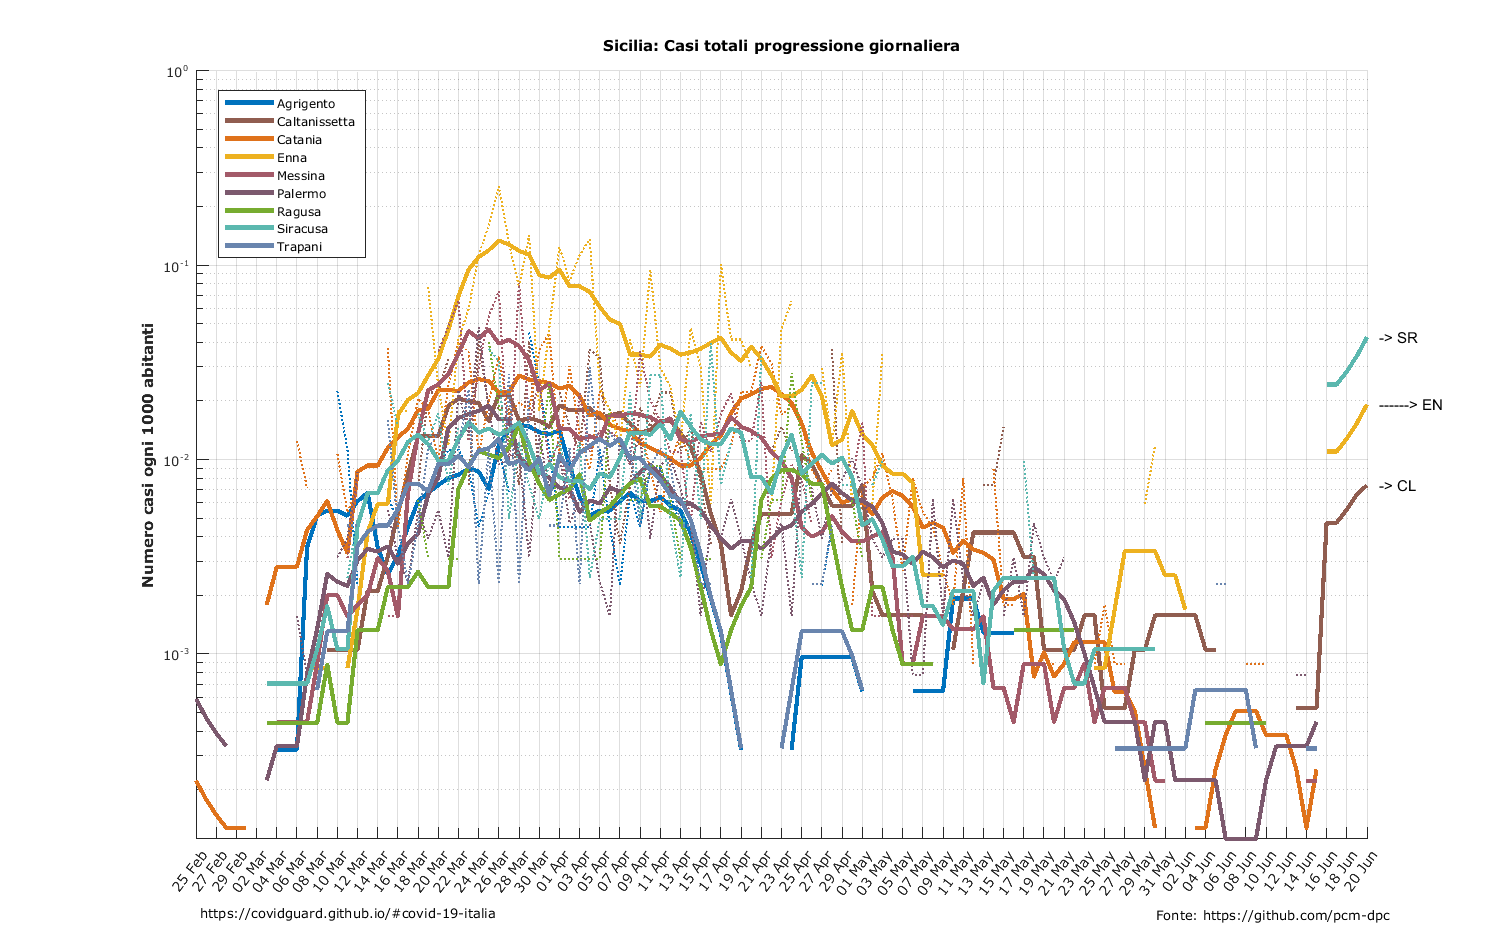 Sicilia: Casi totali progressione giornaliera
Numero casi ogni 1000 abitanti
10⁰
10⁻¹
10⁻²
10⁻³
Agrigento
Caltanissetta
Catania
Enna
Messina
Palermo
Ragusa
Siracusa
Trapani
-> SR
------> EN
-> CL
25 Feb
27 Feb
29 Feb
02 Mar
04 Mar
06 Mar
08 Mar
10 Mar
12 Mar
14 Mar
16 Mar
18 Mar
20 Mar
22 Mar
24 Mar
26 Mar
28 Mar
30 Mar
01 Apr
03 Apr
05 Apr
07 Apr
09 Apr
11 Apr
13 Apr
15 Apr
17 Apr
19 Apr
21 Apr
23 Apr
25 Apr
27 Apr
29 Apr
01 May
03 May
05 May
07 May
09 May
11 May
13 May
15 May
17 May
19 May
21 May
23 May
25 May
27 May
29 May
31 May
02 Jun
04 Jun
06 Jun
08 Jun
10 Jun
12 Jun
14 Jun
16 Jun
18 Jun
20 Jun
https://covidguard.github.io/#covid-19-italia
Fonte: https://github.com/pcm-dpc